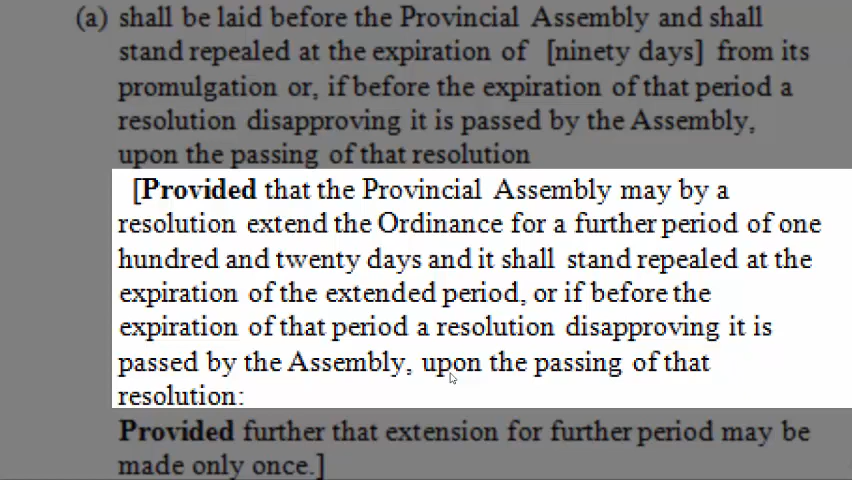 (a) shall be laid before the Provincial Assembly and shall
stand repealed at the expiration of [ninety days] from its
promulgation or, if before the expiration of that period a
resolution disapproving it is passed by the Assembly,
upon the passing of that resolution
[Provided that the Provincial Assembly may by a
resolution extend the Ordinance for a further period of one
hundred and twenty days and it shall stand repealed at the
expiration of the extended period, or if before the
expiration of that period a resolution disapproving it is
passed by the Assembly, upon the passing of that
resolution:
Provided further that extension for further period may be
made only once.]